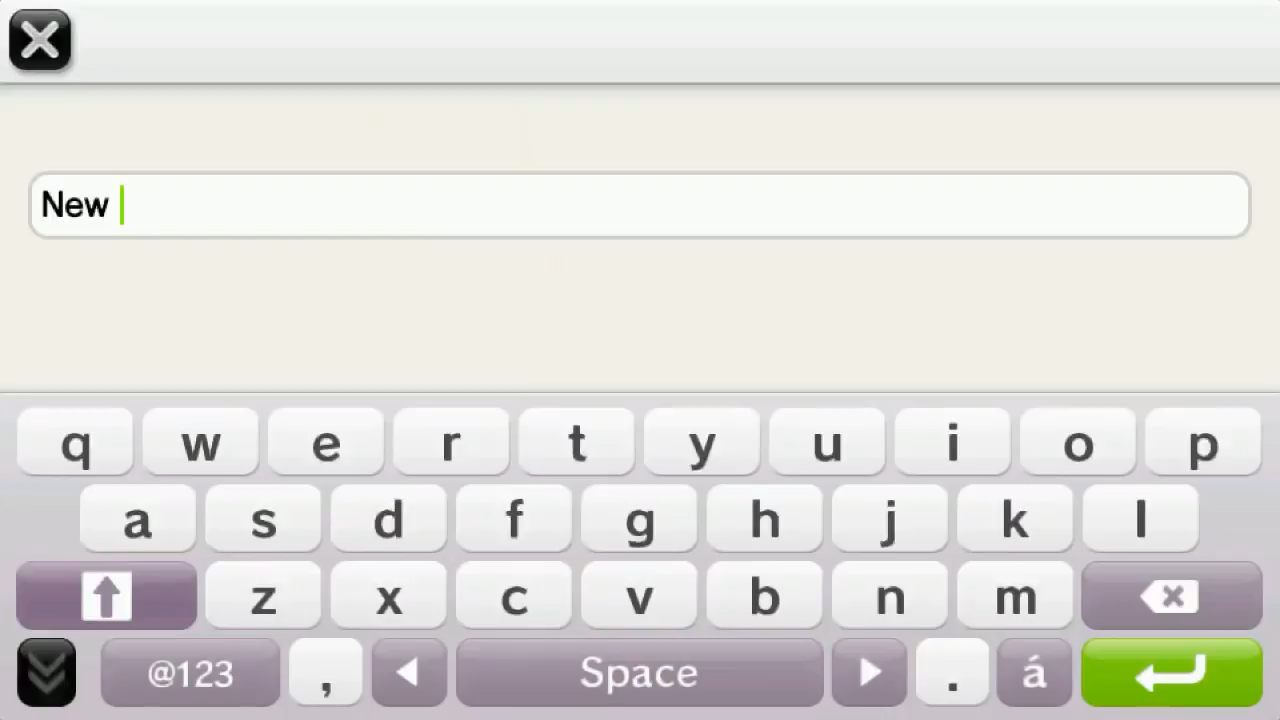 New
q w e r t y u i o p
a s d f g h j k l
z x c v b n m
@123 , Space . á